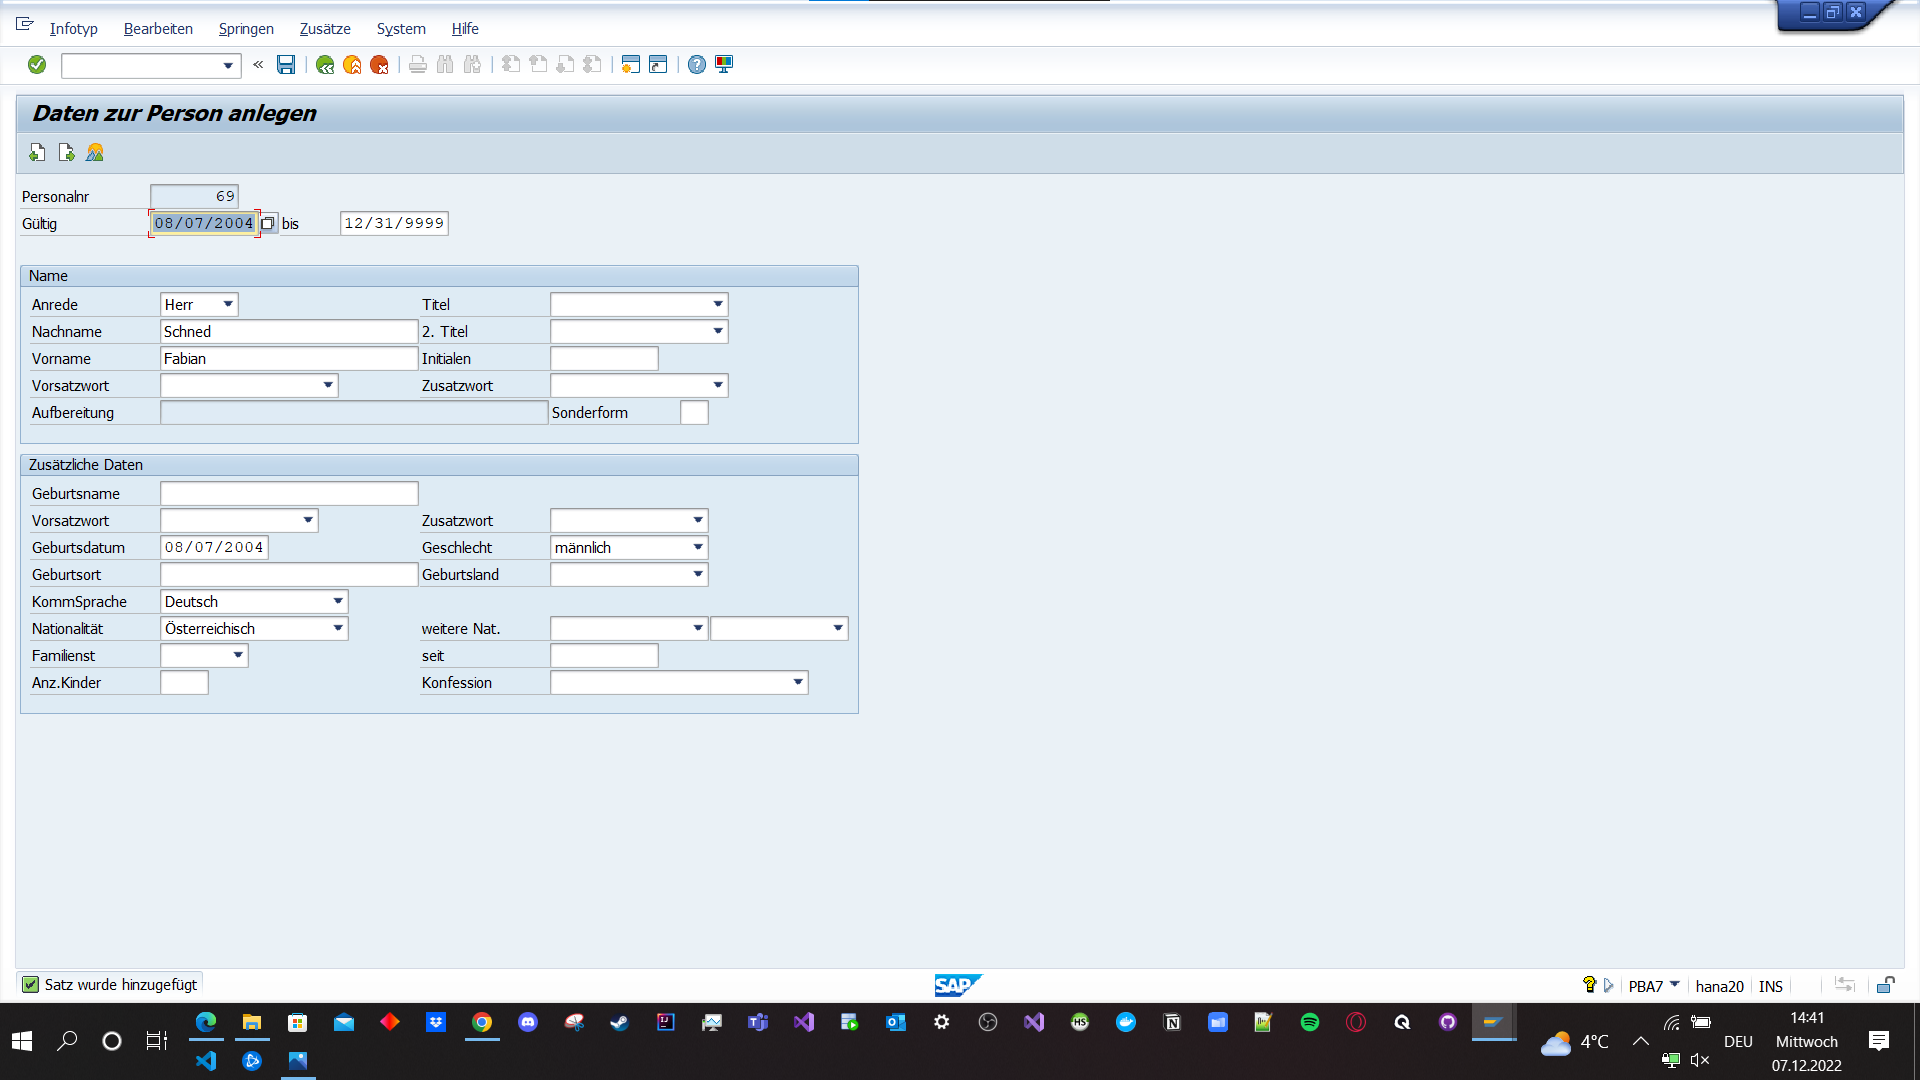 Infotyp Bearbeiten Springen Zusätze System Hilfe
Daten zur Person anlegen
Personalnr 69
Gültig 08/07/2004 bis 12/31/9999
Name
Anrede Herr Titel
Nachname Schned 2. Titel
Vorname Fabian Initialen
Vorsatzwort Zusatzwort
Aufbereitung Sonderform
Zusätzliche Daten
Geburtsname
Vorsatzwort Zusatzwort
Geburtsdatum 08/07/2004 Geschlecht männlich
Geburtsort Geburtsland
KommSprache Deutsch
Nationalität Österreichisch weitere Nat.
Familienst seit
Anz.Kinder Konfession
Satz wurde hinzugefügt SAP PBA7 hana20 INS
14:41
4°C DEU Mittwoch
07.12.2022